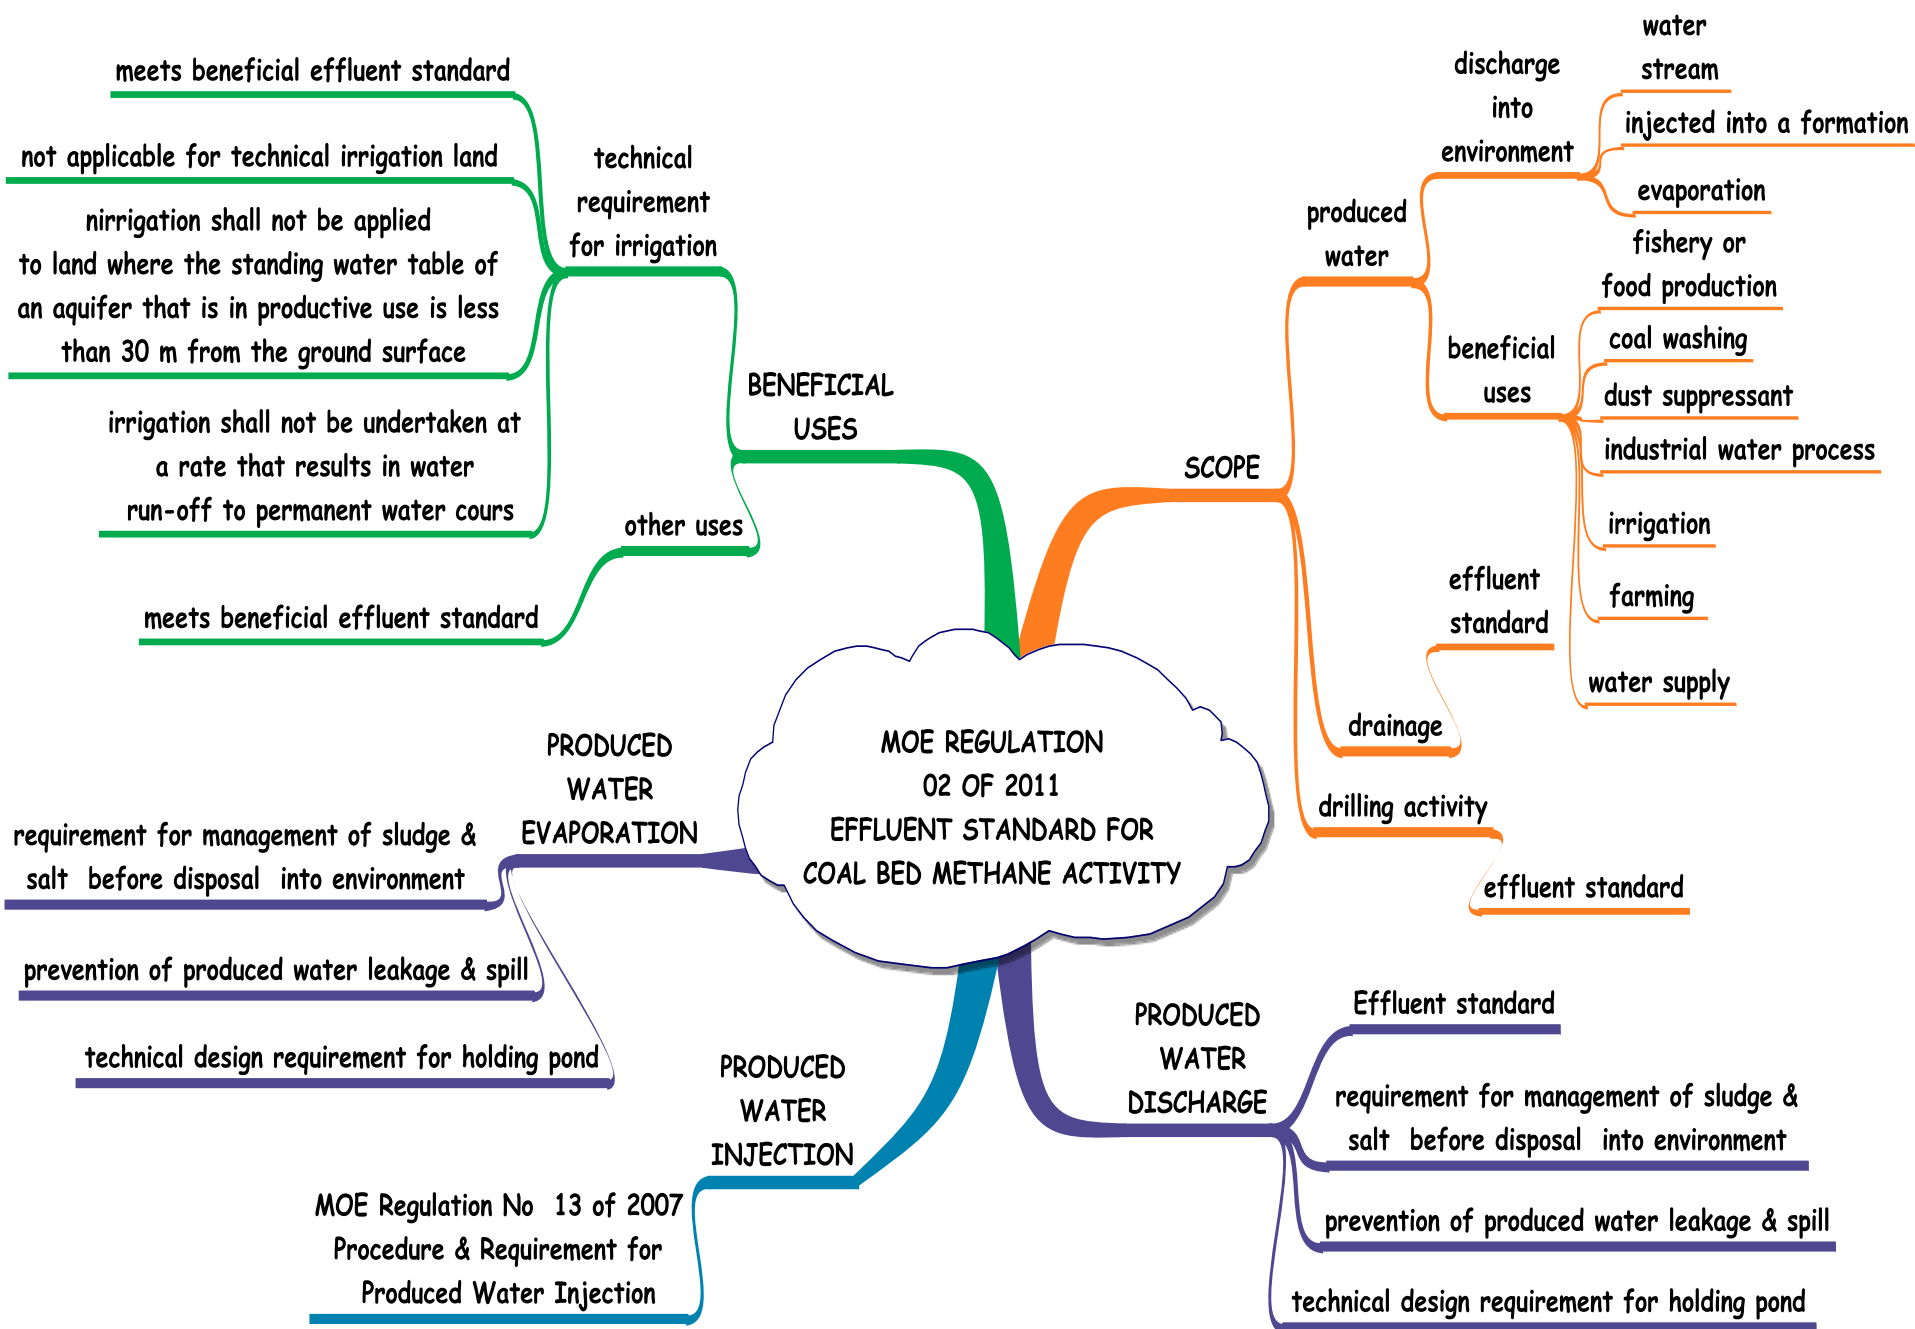 MOE REGULATION
02 OF 2011
EFFLUENT STANDARD FOR
COAL BED METHANE ACTIVITY
SCOPE
produced
water
discharge
into
environment
water
stream
injected into a formation
evaporation
beneficial
uses
fishery or
food production
coal washing
dust suppressant
industrial water process
irrigation
farming
water supply
drainage
effluent
standard
drilling activity
effluent standard
PRODUCED
WATER
DISCHARGE
Effluent standard
requirement for management of sludge &
salt before disposal into environment
prevention of produced water leakage & spill
technical design requirement for holding pond
PRODUCED
WATER
INJECTION
MOE Regulation No 13 of 2007
Procedure & Requirement for
Produced Water Injection
PRODUCED
WATER
EVAPORATION
requirement for management of sludge &
salt before disposal into environment
prevention of produced water leakage & spill
technical design requirement for holding pond
BENEFICIAL
USES
technical
requirement
for irrigation
meets beneficial effluent standard
not applicable for technical irrigation land
nirrigation shall not be applied
to land where the standing water table of
an aquifer that is in productive use is less
than 30 m from the ground surface
irrigation shall not be undertaken at
a rate that results in water
run-off to permanent water cours
other uses
meets beneficial effluent standard